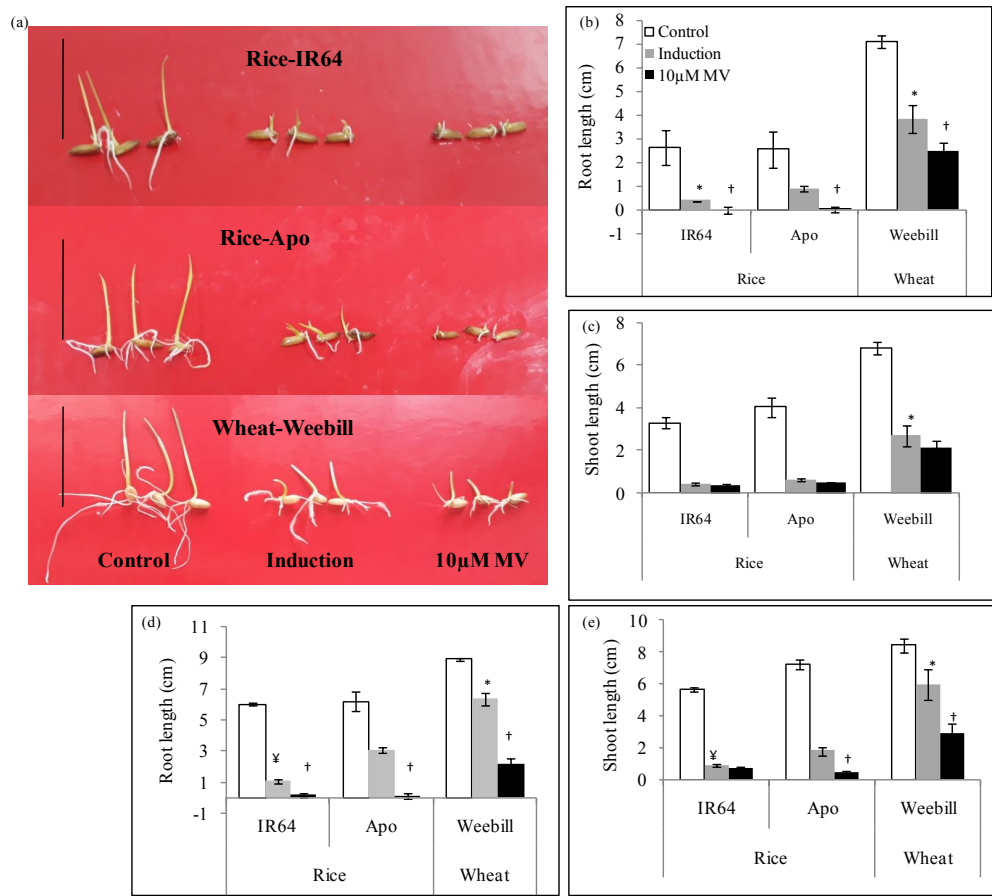 (a)
Rice-IR64
Rice-Apo
Wheat-Weebill
Control Induction 10µM MV
(b)
Root length (cm)
8
7
6
5
4
3
2
1
0
-1
Control
Induction
10µM MV
* † † * †
IR64 Apo Weebill
Rice Wheat
(c)
Shoot length (cm)
8
6
4
2
0
*
IR64 Apo Weebill
Rice Wheat
(d)
Root length (cm)
11
9
6
3
1
-1
¥ † † * †
IR64 Apo Weebill
Rice Wheat
(e)
Shoot length (cm)
10
8
6
4
2
0
¥ † * †
IR64 Apo Weebill
Rice Wheat